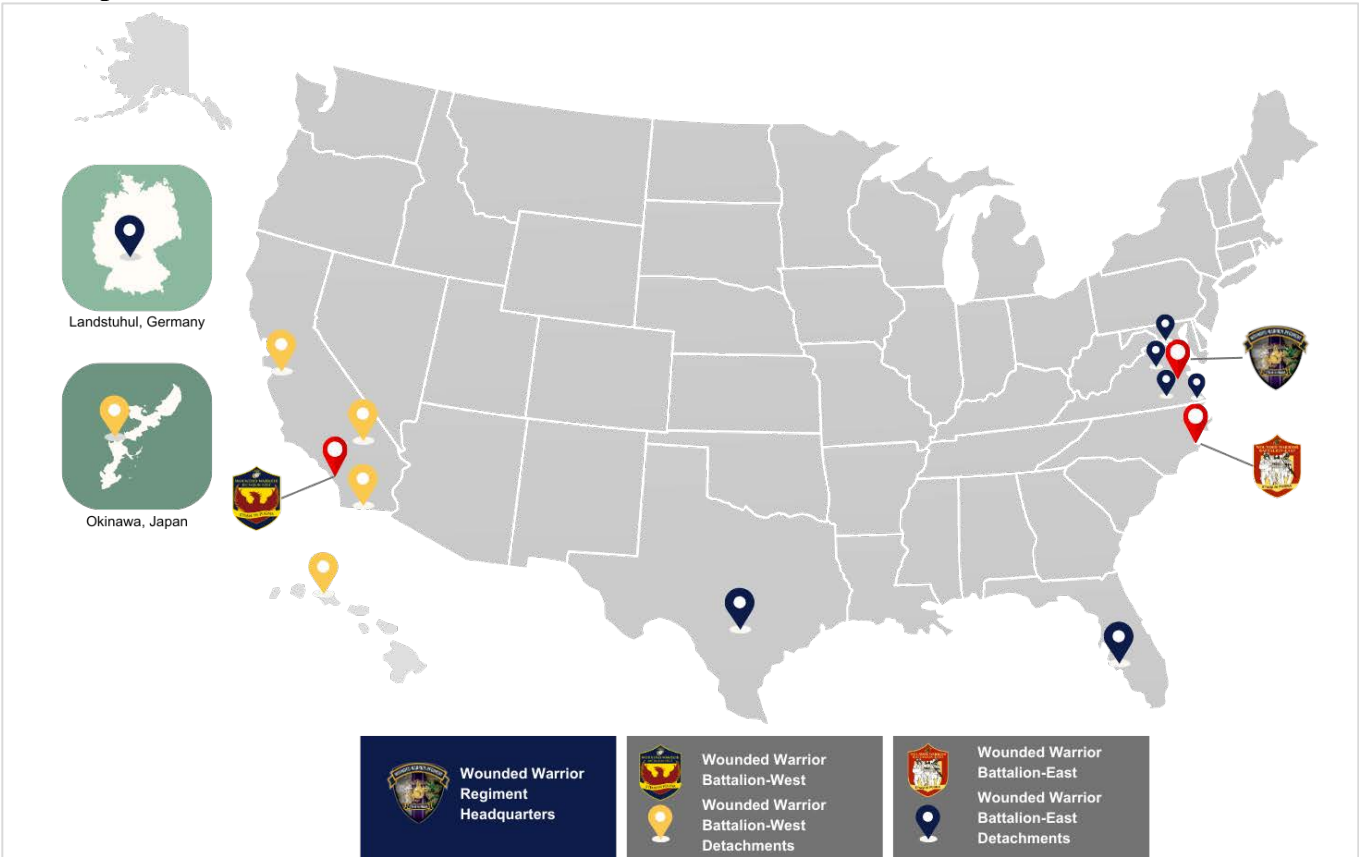 Landstuhul, Germany
Okinawa, Japan
Wounded Warrior
Regiment
Headquarters
Wounded Warrior
Battalion-West
Wounded Warrior
Battalion-West
Detachments
Wounded Warrior
Battalion-East
Wounded Warrior
Battalion-East
Detachments